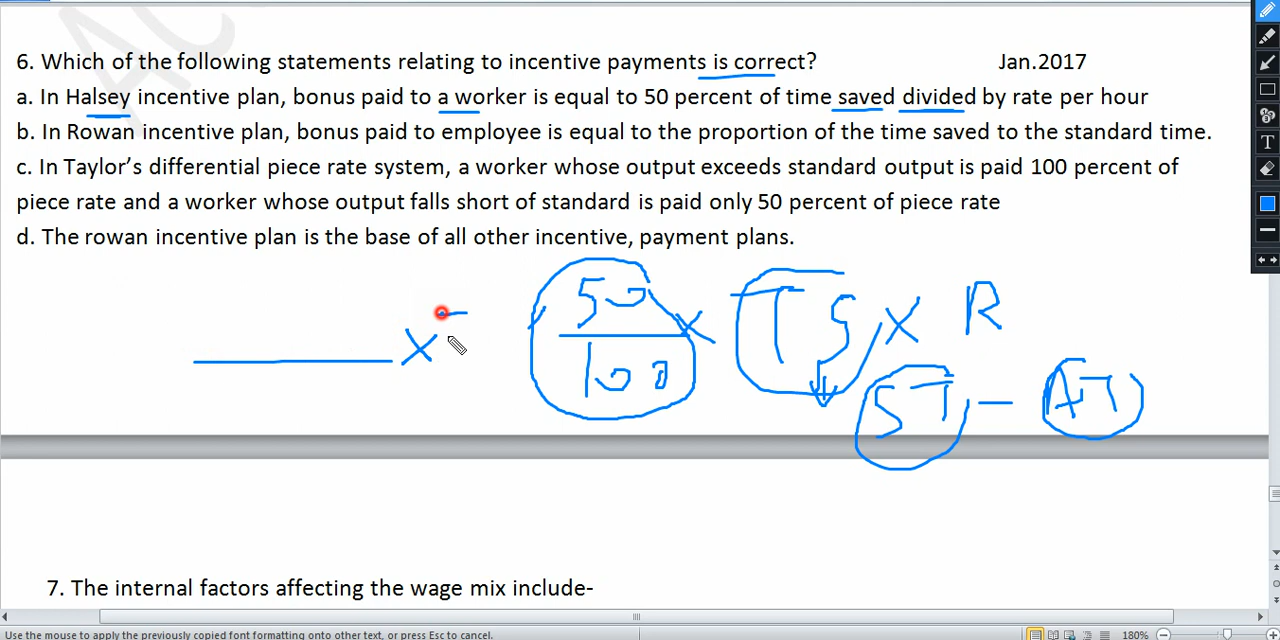 6. Which of the following statements relating to incentive payments is correct? Jan.2017
a. In Halsey incentive plan, bonus paid to a worker is equal to 50 percent of time saved divided by rate per hour
b. In Rowan incentive plan, bonus paid to employee is equal to the proportion of the time saved to the standard time.
c. In Taylor’s differential piece rate system, a worker whose output exceeds standard output is paid 100 percent of
piece rate and a worker whose output falls short of standard is paid only 50 percent of piece rate
d. The rowan incentive plan is the base of all other incentive, payment plans.
50 x TS x R
100
x
ST - AT
7. The internal factors affecting the wage mix include-
Use the mouse to apply the previously copied font formatting onto other text, or press Esc to cancel.
180%